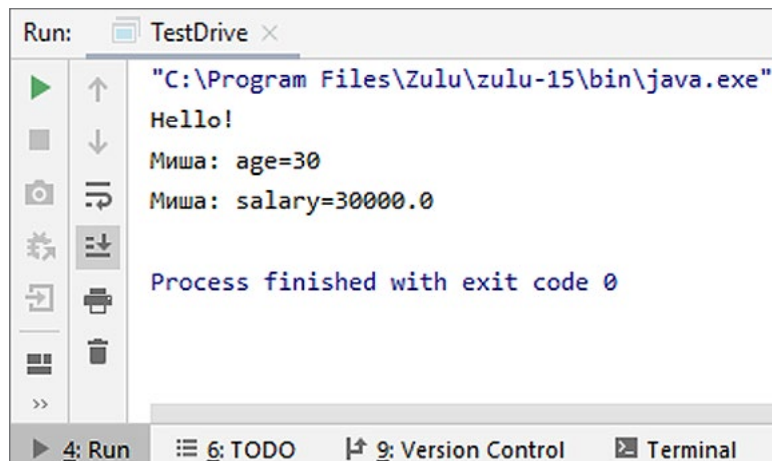 Run: TestDrive
"C:\Program Files\Zulu\zulu-15\bin\java.exe"
Hello!
Миша: age=30
Миша: salary=30000.0
Process finished with exit code 0
4: Run 6: TODO 9: Version Control Terminal